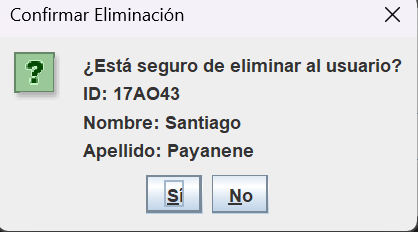 Confirmar Eliminación
¿Está seguro de eliminar al usuario?
ID: 17AO43
Nombre: Santiago
Apellido: Payanene
Sí No